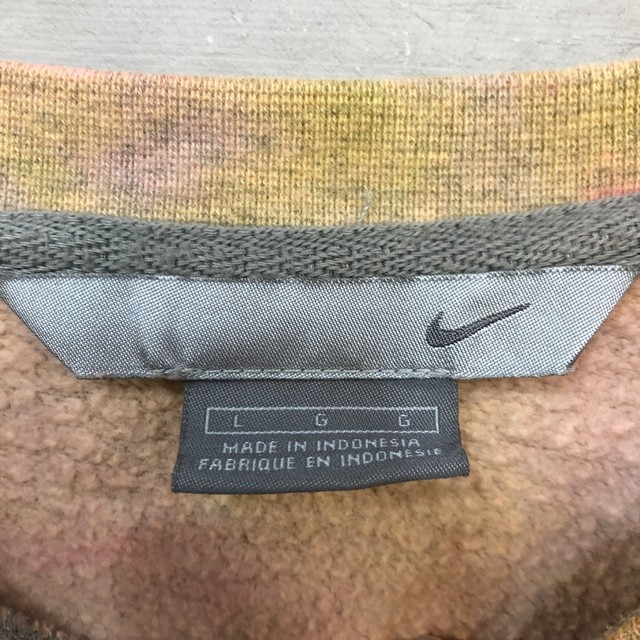 L G G
MADE IN INDONESIA
FABRIQUE EN INDONESIE